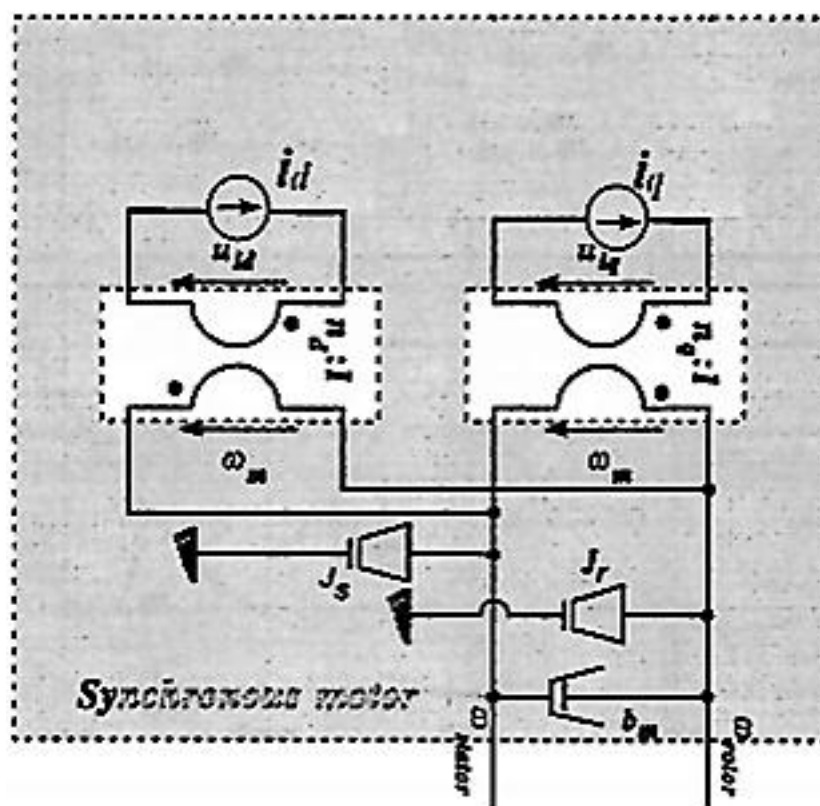 i_d
i_q
u_id
u_iq
1:n_d
1:n_q
ω_m
ω_m
J_s
J_r
Synchronous motor
b_m
ω_stator
ω_rotor